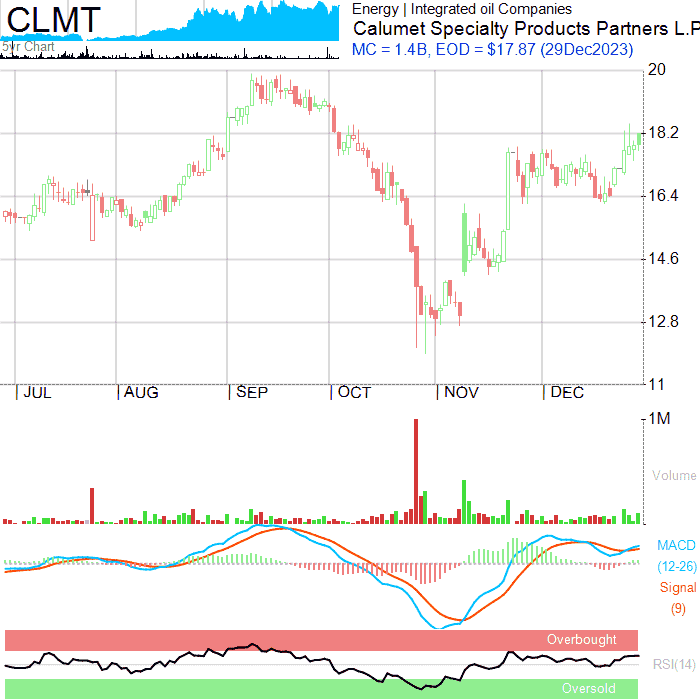 CLMT
5yr Chart
Energy | Integrated oil Companies
Calumet Specialty Products Partners L.P
MC = 1.4B, EOD = $17.87 (29Dec2023)
20
18.2
16.4
14.6
12.8
11
| JUL | AUG | SEP | OCT | NOV | DEC
1M
Volume
MACD
(12-26)
Signal
(9)
Overbought
RSI(14)
Oversold